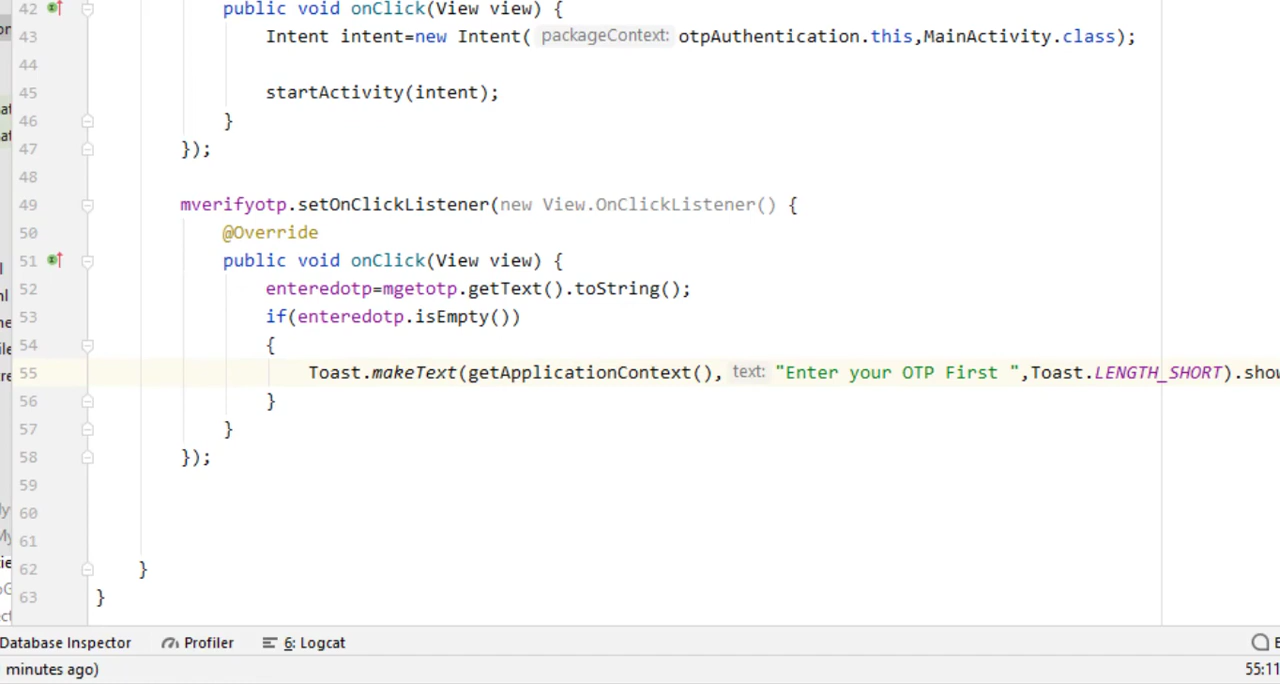 42 public void onClick(View view) {
43 Intent intent=new Intent( packageContext: otpAuthentication.this,MainActivity.class);
44
45 startActivity(intent);
46 }
47 });
48
49 mverifyotp.setOnClickListener(new View.OnClickListener() {
50 @Override
51 public void onClick(View view) {
52 enteredotp=mgetotp.getText().toString();
53 if(enteredotp.isEmpty())
54 {
55 Toast.makeText(getApplicationContext(), text: "Enter your OTP First ",Toast.LENGTH_SHORT).show
56 }
57 }
58 });
59
60
61
62 }
63 }
Database Inspector Profiler 6: Logcat
minutes ago) 55:11